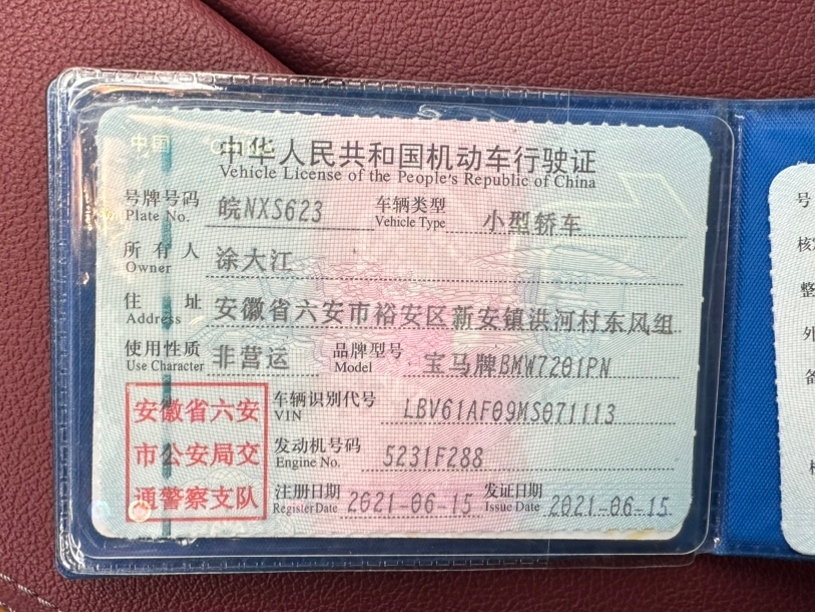 中国
中华人民共和国机动车行驶证
Vehicle License of the People's Republic of China
号牌号码 皖NXS623 车辆类型 小型轿车
Plate No. Vehicle Type
所有人 涂大江
Owner
住址 安徽省六安市裕安区新安镇洪河村东风组
Address
使用性质 非营运 品牌型号 宝马牌BMW7201PN
Use Character Model
安徽省六安 车辆识别代号 LBV61AF09MS071113
VIN
市公安局交 发动机号码 5231F288
Engine No.
通警察支队 注册日期 2021-06-15 发证日期 2021-06-15
Register Date Issue Date
号
核
整
外
备